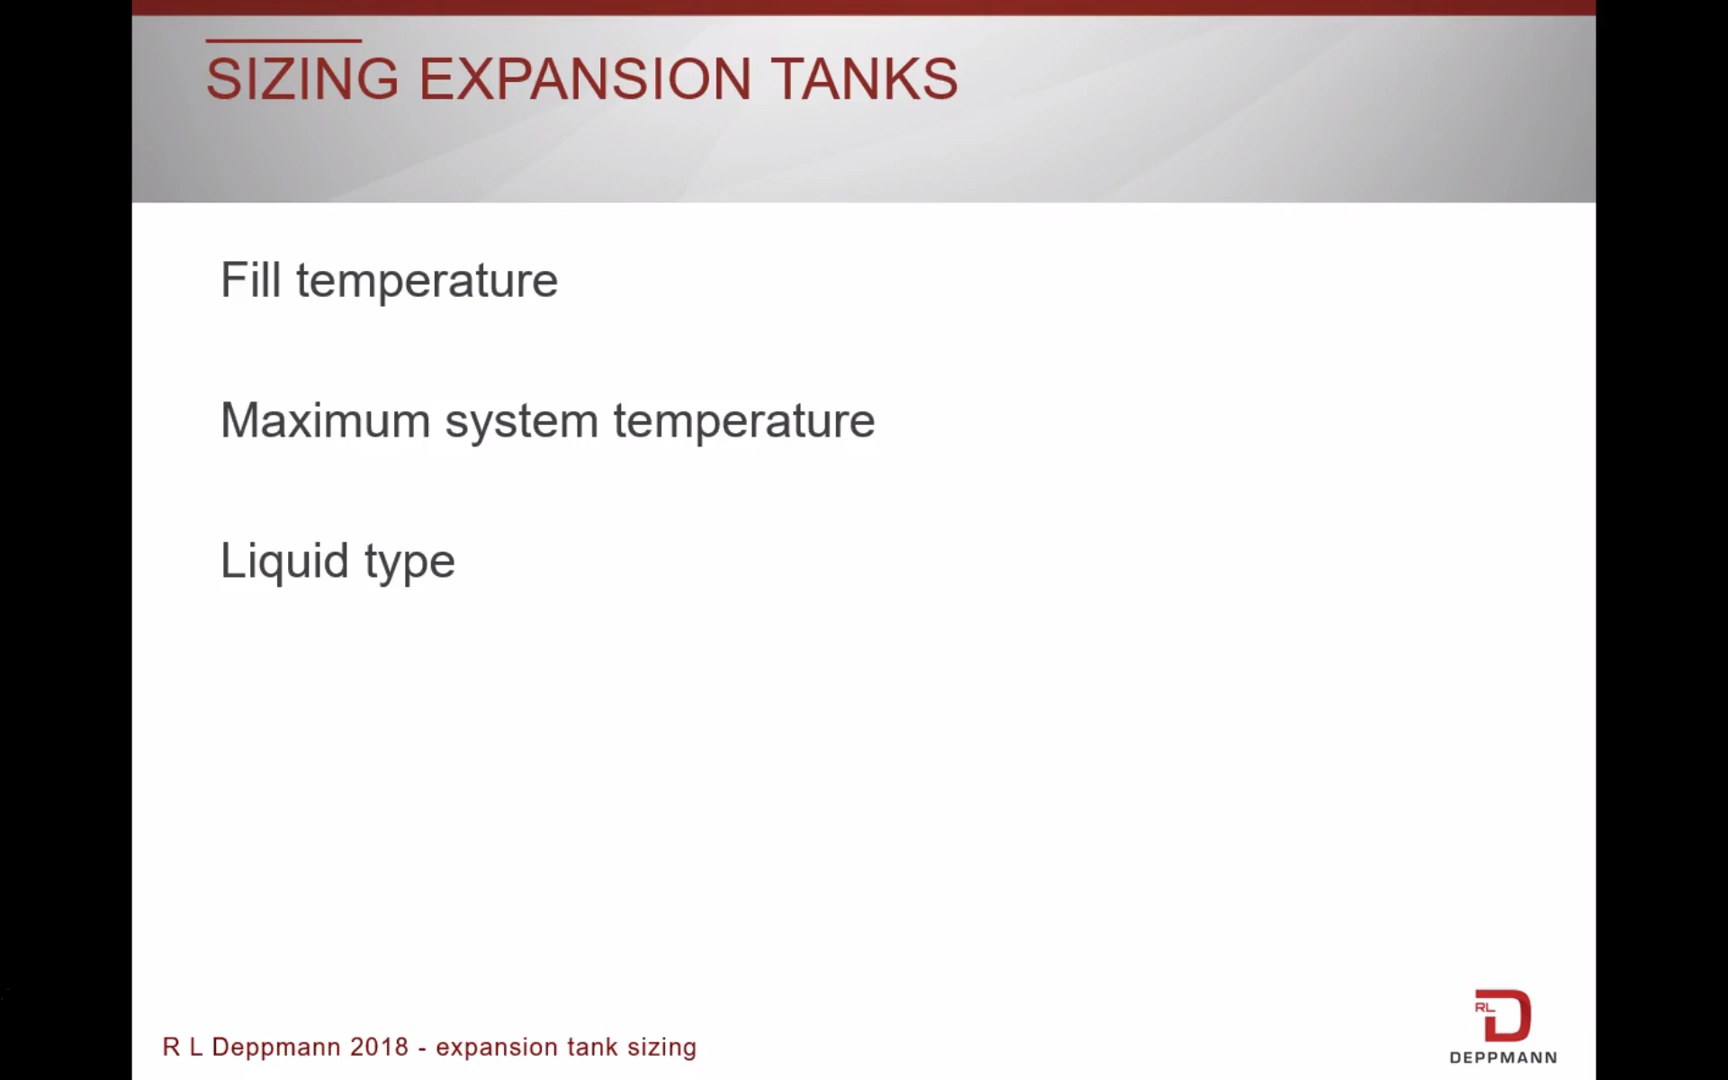 SIZING EXPANSION TANKS
Fill temperature
Maximum system temperature
Liquid type
R L Deppmann 2018 - expansion tank sizing
RL
DEPPMANN